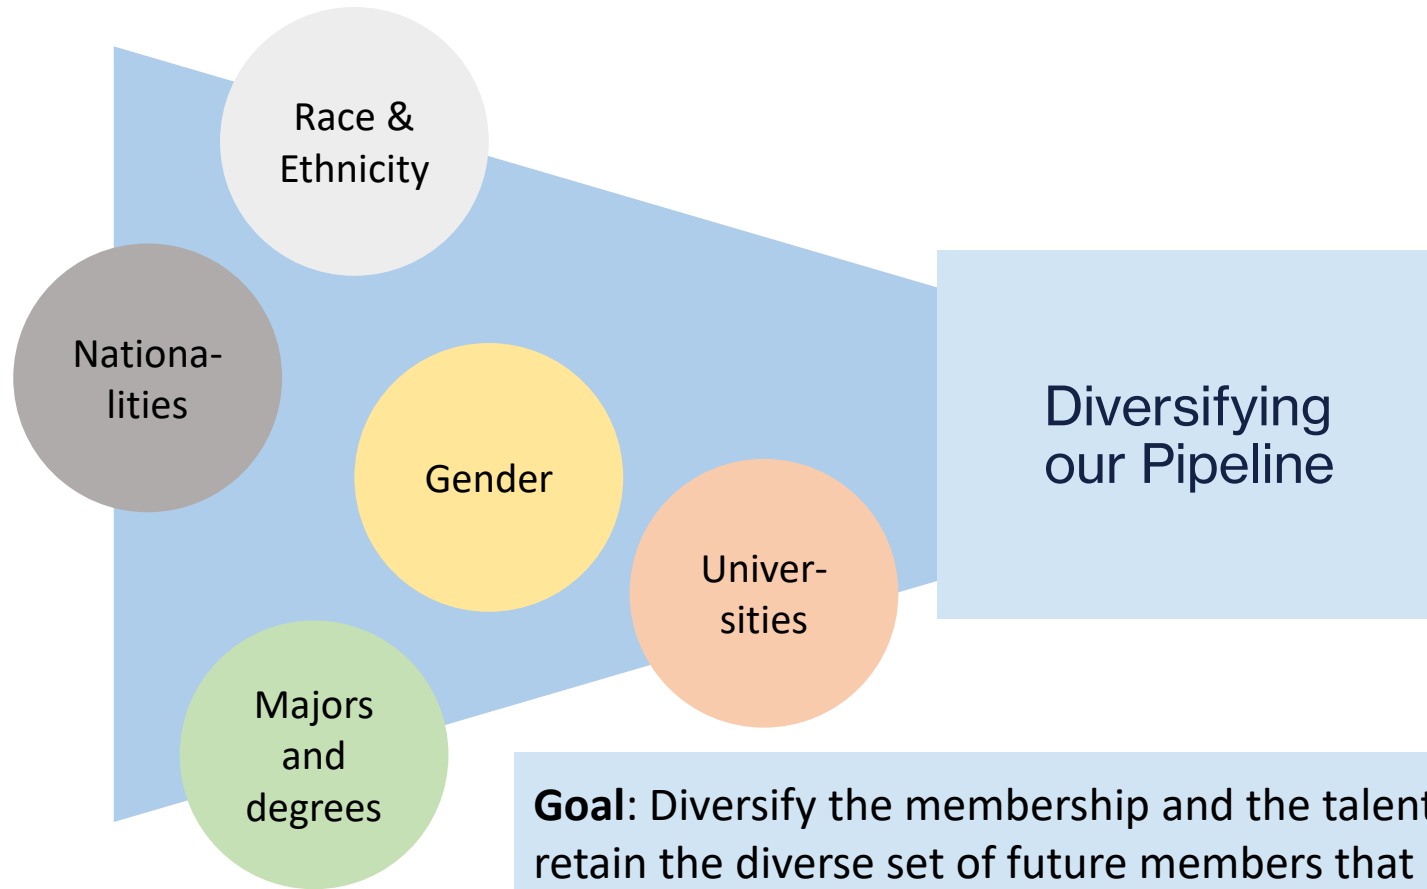 Race &
Ethnicity
Nationa-
lities
Gender
Univer-
sities
Majors
and
degrees
Diversifying
our Pipeline
Goal: Diversify the membership and the talent
retain the diverse set of future members that